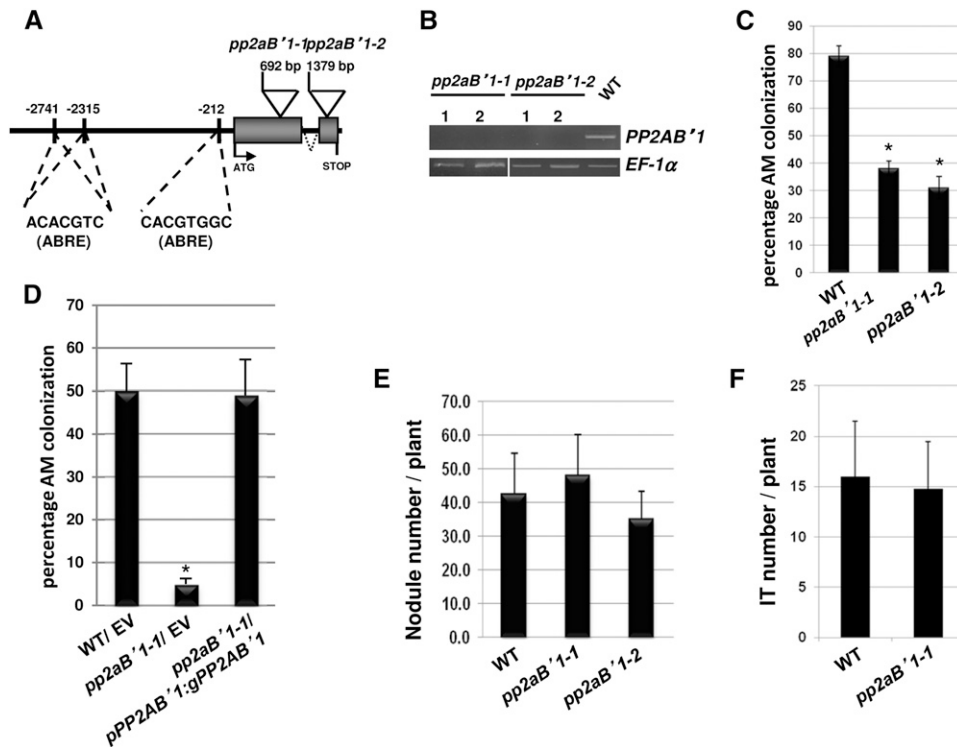 A
pp2aB’1-1 pp2aB’1-2
692 bp 1379 bp
-2741 -2315 -212
ATG STOP
ACACGTC CACGTGGC
(ABRE) (ABRE)
B
pp2aB’1-1 pp2aB’1-2 WT
1 2 1 2
PP2AB’1
EF-1α
C
percentage AM colonization
90
80
70
60
50
40
30
20
10
0
* *
WT pp2aB’1-1 pp2aB’1-2
D
percentage AM colonization
70
60
50
40
30
20
10
0
*
WT/ EV pp2aB’1-1/ EV pp2aB’1-1/
pPP2AB’1:gPP2AB’1
E
Nodule number / plant
70.0
60.0
50.0
40.0
30.0
20.0
10.0
0.0
WT pp2aB’1-1 pp2aB’1-2
F
IT number / plant
25
20
15
10
5
0
WT pp2aB’1-1